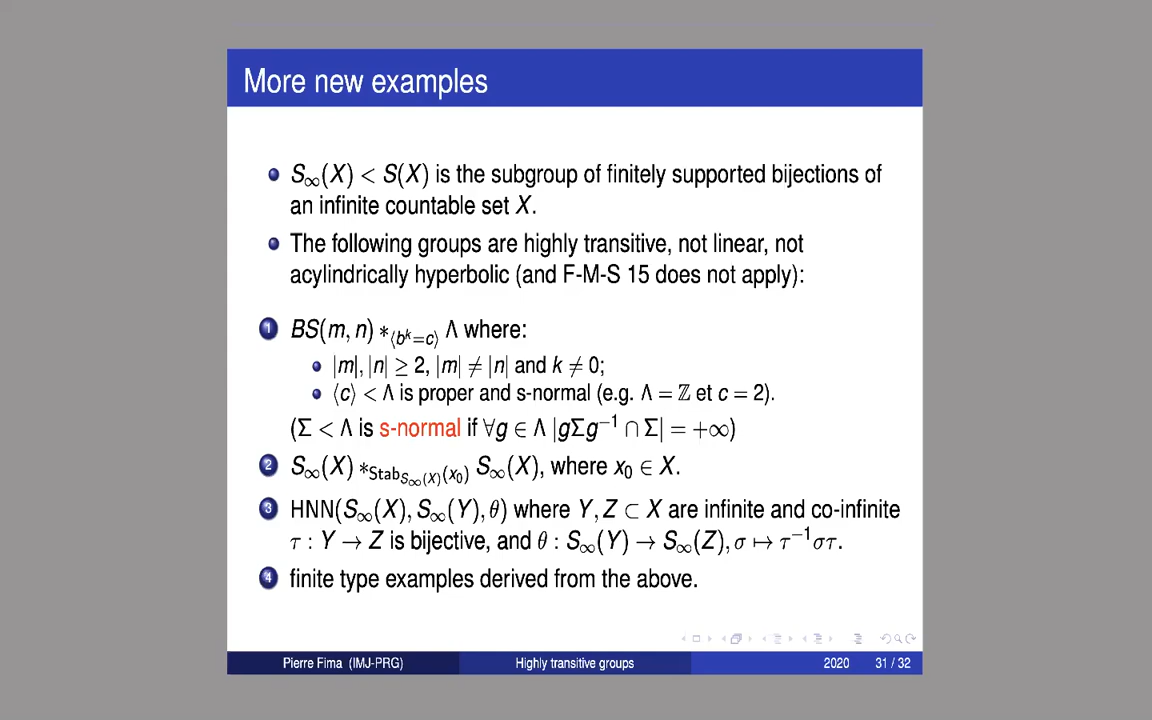 More new examples
S∞(X) < S(X) is the subgroup of finitely supported bijections of
an infinite countable set X.
The following groups are highly transitive, not linear, not
acylindrically hyperbolic (and F-M-S 15 does not apply):
1 BS(m, n) *⟨bᵏ=c⟩ Λ where:
|m|, |n| ≥ 2, |m| ≠ |n| and k ≠ 0;
⟨c⟩ < Λ is proper and s-normal (e.g. Λ = ℤ et c = 2).
(Σ < Λ is s-normal if ∀g ∈ Λ |gΣg⁻¹ ∩ Σ| = +∞)
2 S∞(X) *Stab_S∞(X)(x₀) S∞(X), where x₀ ∈ X.
3 HNN(S∞(X), S∞(Y), θ) where Y, Z ⊂ X are infinite and co-infinite
τ : Y → Z is bijective, and θ : S∞(Y) → S∞(Z), σ ↦ τ⁻¹στ.
4 finite type examples derived from the above.
Pierre Fima (IMJ-PRG) Highly transitive groups 2020 31 / 32